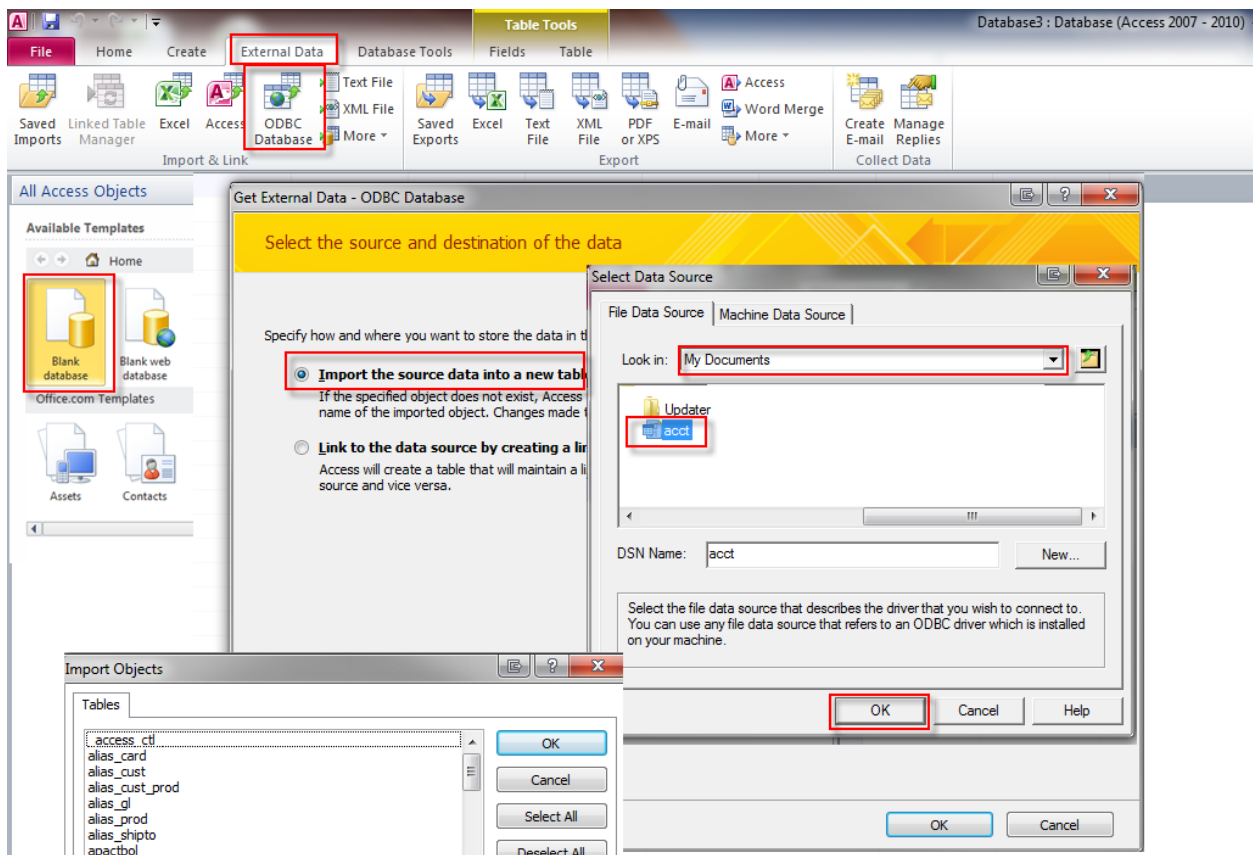 A
Table Tools
Database3 : Database (Access 2007 - 2010)
File Home Create External Data Database Tools Fields Table
Saved Imports
Linked Table Manager
Excel
Access
ODBC Database
Text File
XML File
More
Import & Link
Saved Exports
Excel
Text File
XML File
PDF or XPS
E-mail
Access
Word Merge
More
Export
Create E-mail
Manage Replies
Collect Data
All Access Objects
Available Templates
Home
Blank database
Blank web database
Office.com Templates
Assets
Contacts
Get External Data - ODBC Database
Select the source and destination of the data
Specify how and where you want to store the data in
Import the source data into a new
If the specified object does not exist, Access
name of the imported object. Changes made
Link to the data source by creating a
Access will create a table that will maintain a
source and vice versa.
Select Data Source
File Data Source Machine Data Source
Look in: My Documents
Updater
acct
DSN Name: acct New...
Select the file data source that describes the driver that you wish to connect to.
You can use any file data source that refers to an ODBC driver which is installed
on your machine.
OK Cancel Help
OK Cancel
Import Objects
Tables
_access_ctl
alias_card
alias_cust
alias_cust_prod
alias_gl
alias_prod
alias_shipto
apactbol
OK
Cancel
Select All
Deselect All